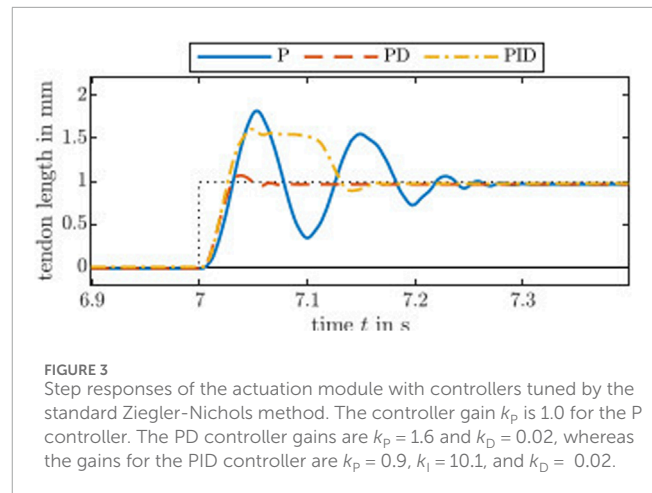 P PD PID
2
1.5
1
0.5
0
tendon length in mm
6.9 7 7.1 7.2 7.3
time t in s
FIGURE 3
Step responses of the actuation module with controllers tuned by the
standard Ziegler-Nichols method. The controller gain kP is 1.0 for the P
controller. The PD controller gains are kP = 1.6 and kD = 0.02, whereas
the gains for the PID controller are kP = 0.9, kI = 10.1, and kD = 0.02.